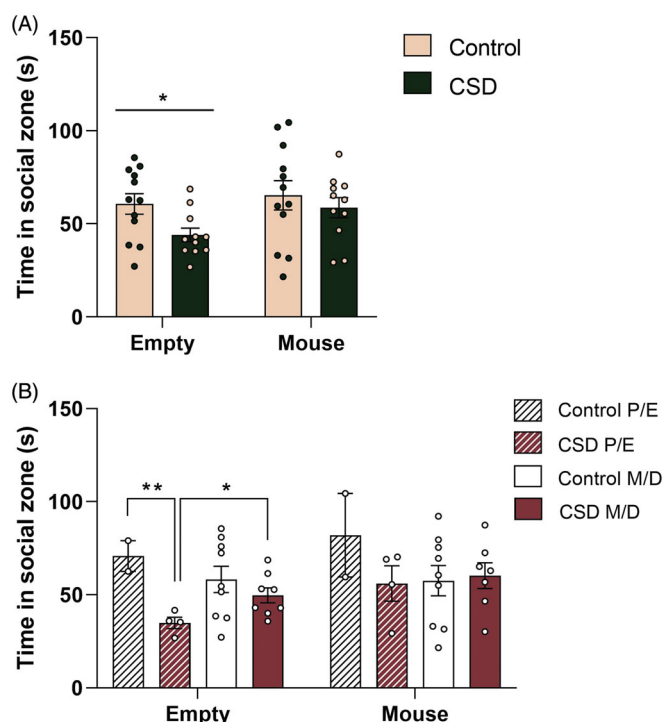 (A)
Time in social zone (s)
150
100
50
0
*
Empty
Mouse
Control
CSD
(B)
Time in social zone (s)
150
100
50
0
**
*
Empty
Mouse
Control P/E
CSD P/E
Control M/D
CSD M/D